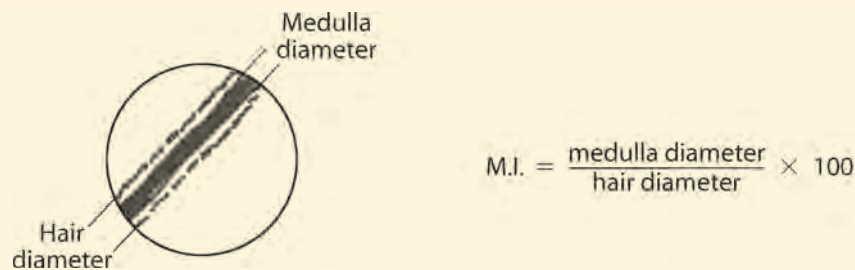 Medulla
diameter
M.I. = medulla diameter / hair diameter × 100
Hair
diameter